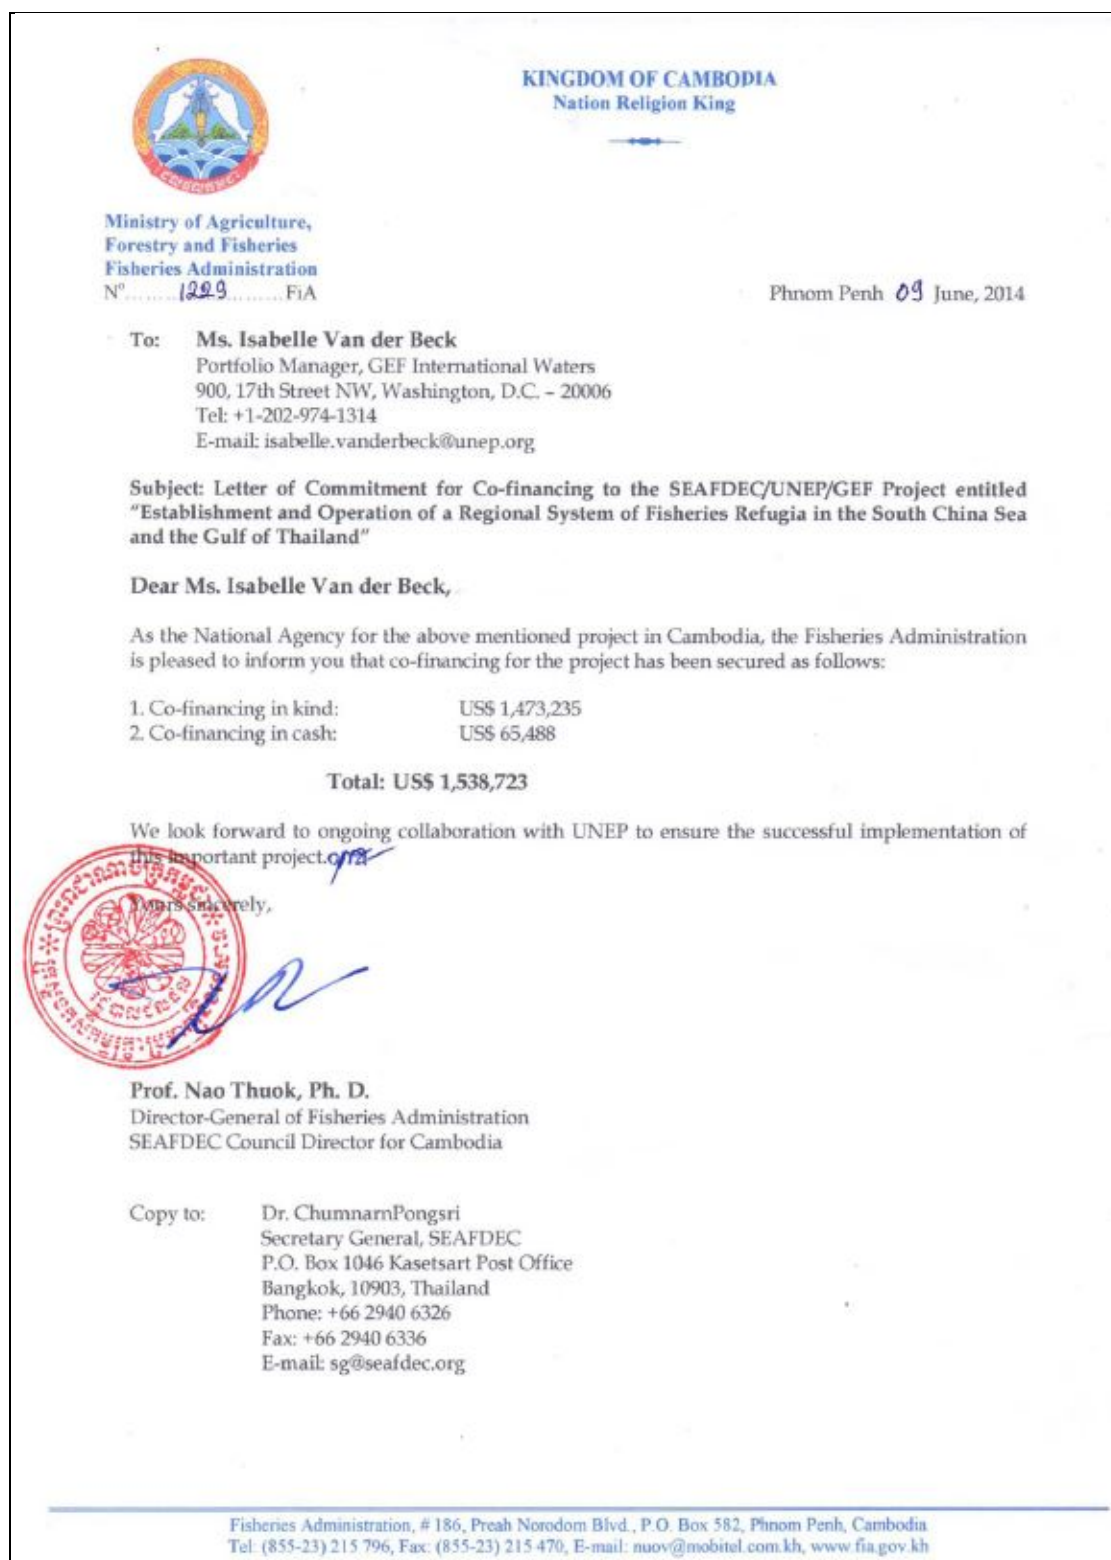 KINGDOM OF CAMBODIA
Nation Religion King
Ministry of Agriculture,
Forestry and Fisheries
Fisheries Administration
N° ........1229.........FiA
Phnom Penh 09 June, 2014
To: Ms. Isabelle Van der Beck
Portfolio Manager, GEF International Waters
900, 17th Street NW, Washington, D.C. – 20006
Tel: +1-202-974-1314
E-mail: isabelle.vanderbeck@unep.org
Subject: Letter of Commitment for Co-financing to the SEAFDEC/UNEP/GEF Project entitled
"Establishment and Operation of a Regional System of Fisheries Refugia in the South China Sea
and the Gulf of Thailand"
Dear Ms. Isabelle Van der Beck,
As the National Agency for the above mentioned project in Cambodia, the Fisheries Administration
is pleased to inform you that co-financing for the project has been secured as follows:
1. Co-financing in kind: US$ 1,473,235
2. Co-financing in cash: US$ 65,488
Total: US$ 1,538,723
We look forward to ongoing collaboration with UNEP to ensure the successful implementation of
this important project.
Yours sincerely,
Prof. Nao Thuok, Ph. D.
Director-General of Fisheries Administration
SEAFDEC Council Director for Cambodia
Copy to: Dr. ChumnarnPongsri
Secretary General, SEAFDEC
P.O. Box 1046 Kasetsart Post Office
Bangkok, 10903, Thailand
Phone: +66 2940 6326
Fax: +66 2940 6336
E-mail: sg@seafdec.org
Fisheries Administration, # 186, Preah Norodom Blvd., P.O. Box 582, Phnom Penh, Cambodia
Tel: (855-23) 215 796, Fax: (855-23) 215 470, E-mail: nuov@mobitel.com.kh, www.fia.gov.kh